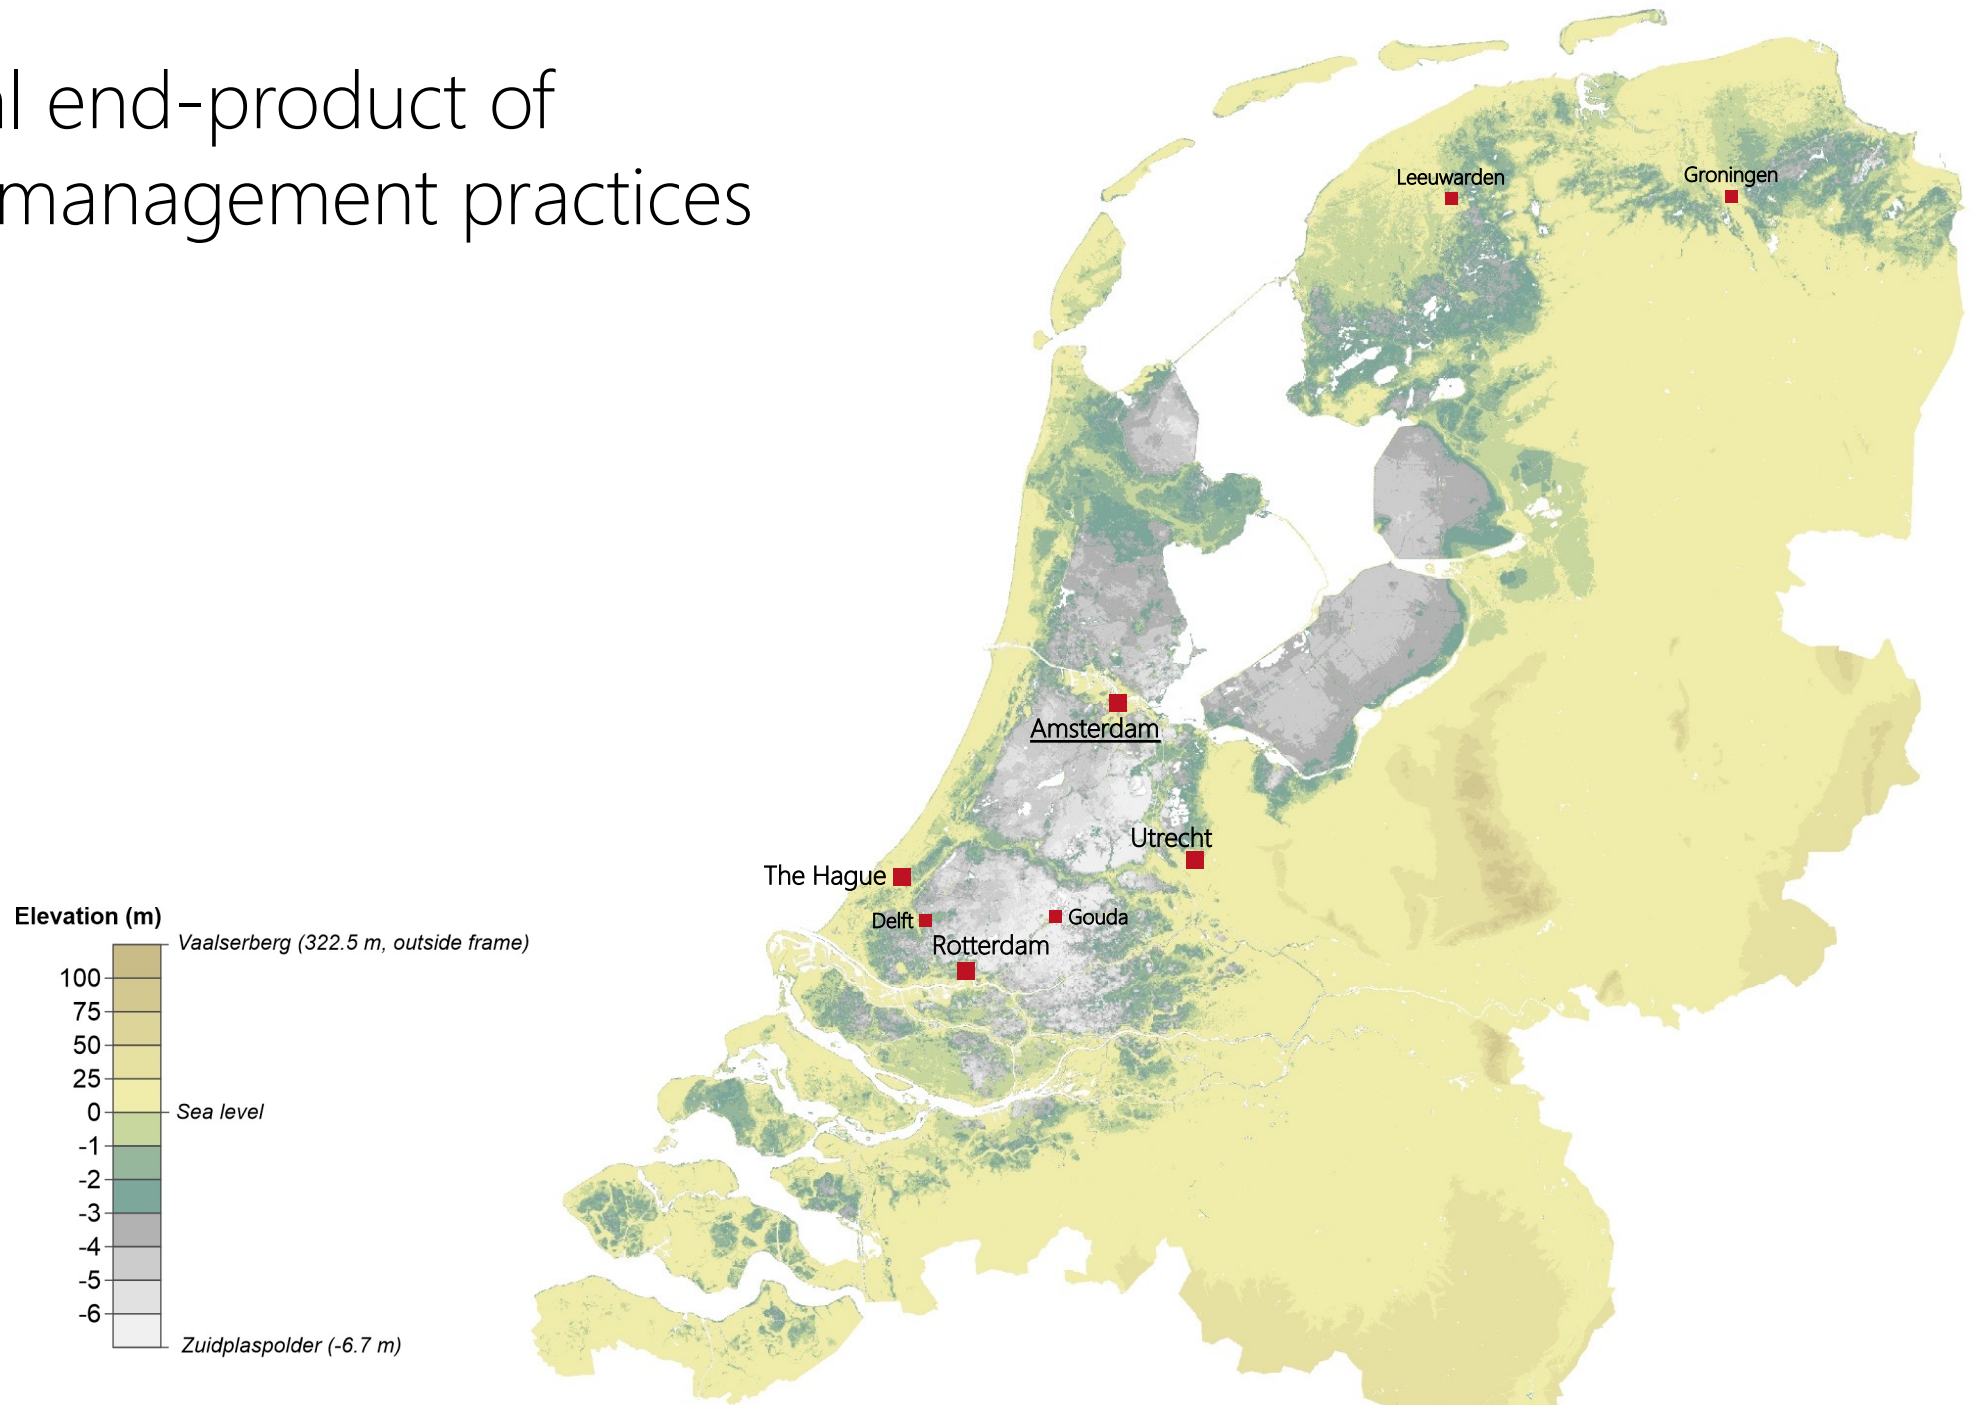 al end-product of
management practices
Leeuwarden
Groningen
Amsterdam
Utrecht
The Hague
Delft
Gouda
Rotterdam
Elevation (m)
Vaalserberg (322.5 m, outside frame)
100
75
50
25
0
Sea level
-1
-2
-3
-4
-5
-6
Zuidplaspolder (-6.7 m)